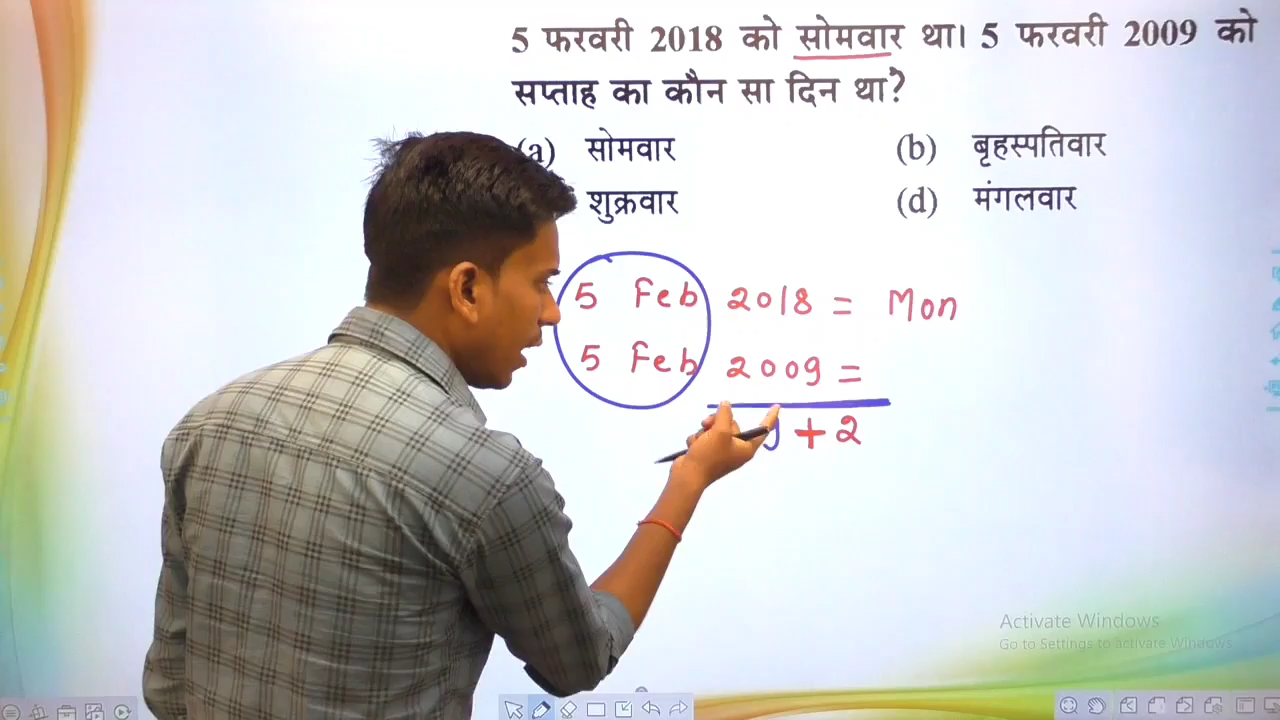 5 फरवरी 2018 को सोमवार था। 5 फरवरी 2009 को
सप्ताह का कौन सा दिन था?
(a) सोमवार (b) बृहस्पतिवार
शुक्रवार (d) मंगलवार
5 Feb 2018 = Mon
5 Feb 2009 =
9 + 2
Activate Windows
Go to Settings to activate Windows